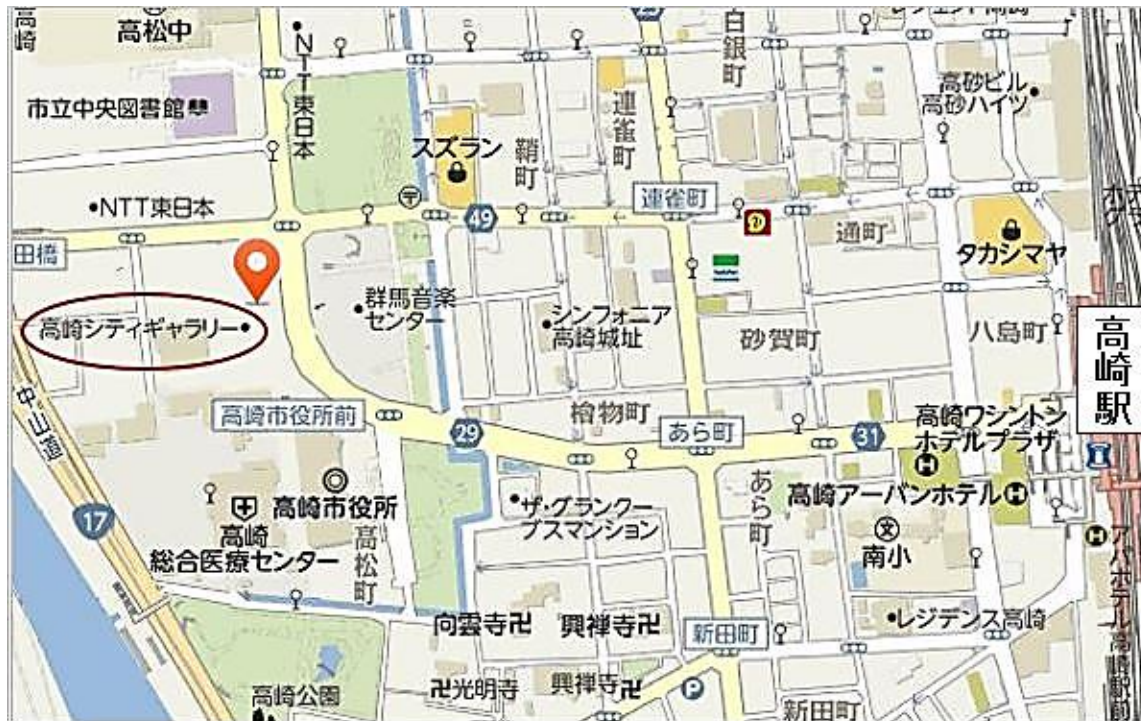 高崎
高松中
NTT東日本
白銀町
市立中央図書館
スズラン
鞘町
連雀町
高砂ビル
高砂ハイツ
NTT東日本
49
連雀町
通町
タカシマヤ
田橋
高崎シティギャラリー
群馬音楽
センター
シンフォニア
高崎城址
砂賀町
八島町
高崎駅
中山道
高崎市役所前
29
檜物町
あら町
31
高崎ワシントン
ホテルプラザ
17
高崎市役所
高崎
総合医療センター
高松町
ザ・グランクー
ブスマンション
あら町
高崎アーバンホテル
文
南小
アパホテル高崎駅前
向雲寺
興禅寺
新田町
レジデンス高崎
高崎公園
光明寺
興禅寺
P
新田町